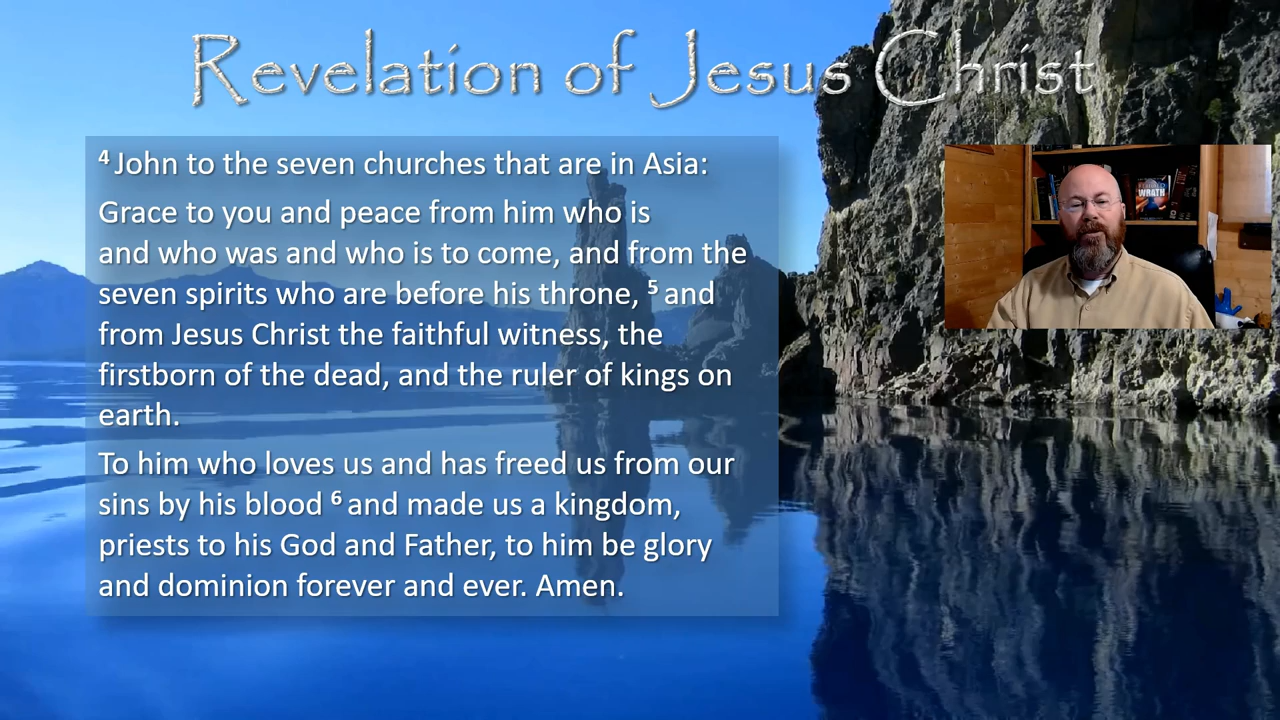 Revelation of Jesus Christ
4 John to the seven churches that are in Asia:
Grace to you and peace from him who is
and who was and who is to come, and from the
seven spirits who are before his throne, 5 and
from Jesus Christ the faithful witness, the
firstborn of the dead, and the ruler of kings on
earth.
To him who loves us and has freed us from our
sins by his blood 6 and made us a kingdom,
priests to his God and Father, to him be glory
and dominion forever and ever. Amen.
WRATH